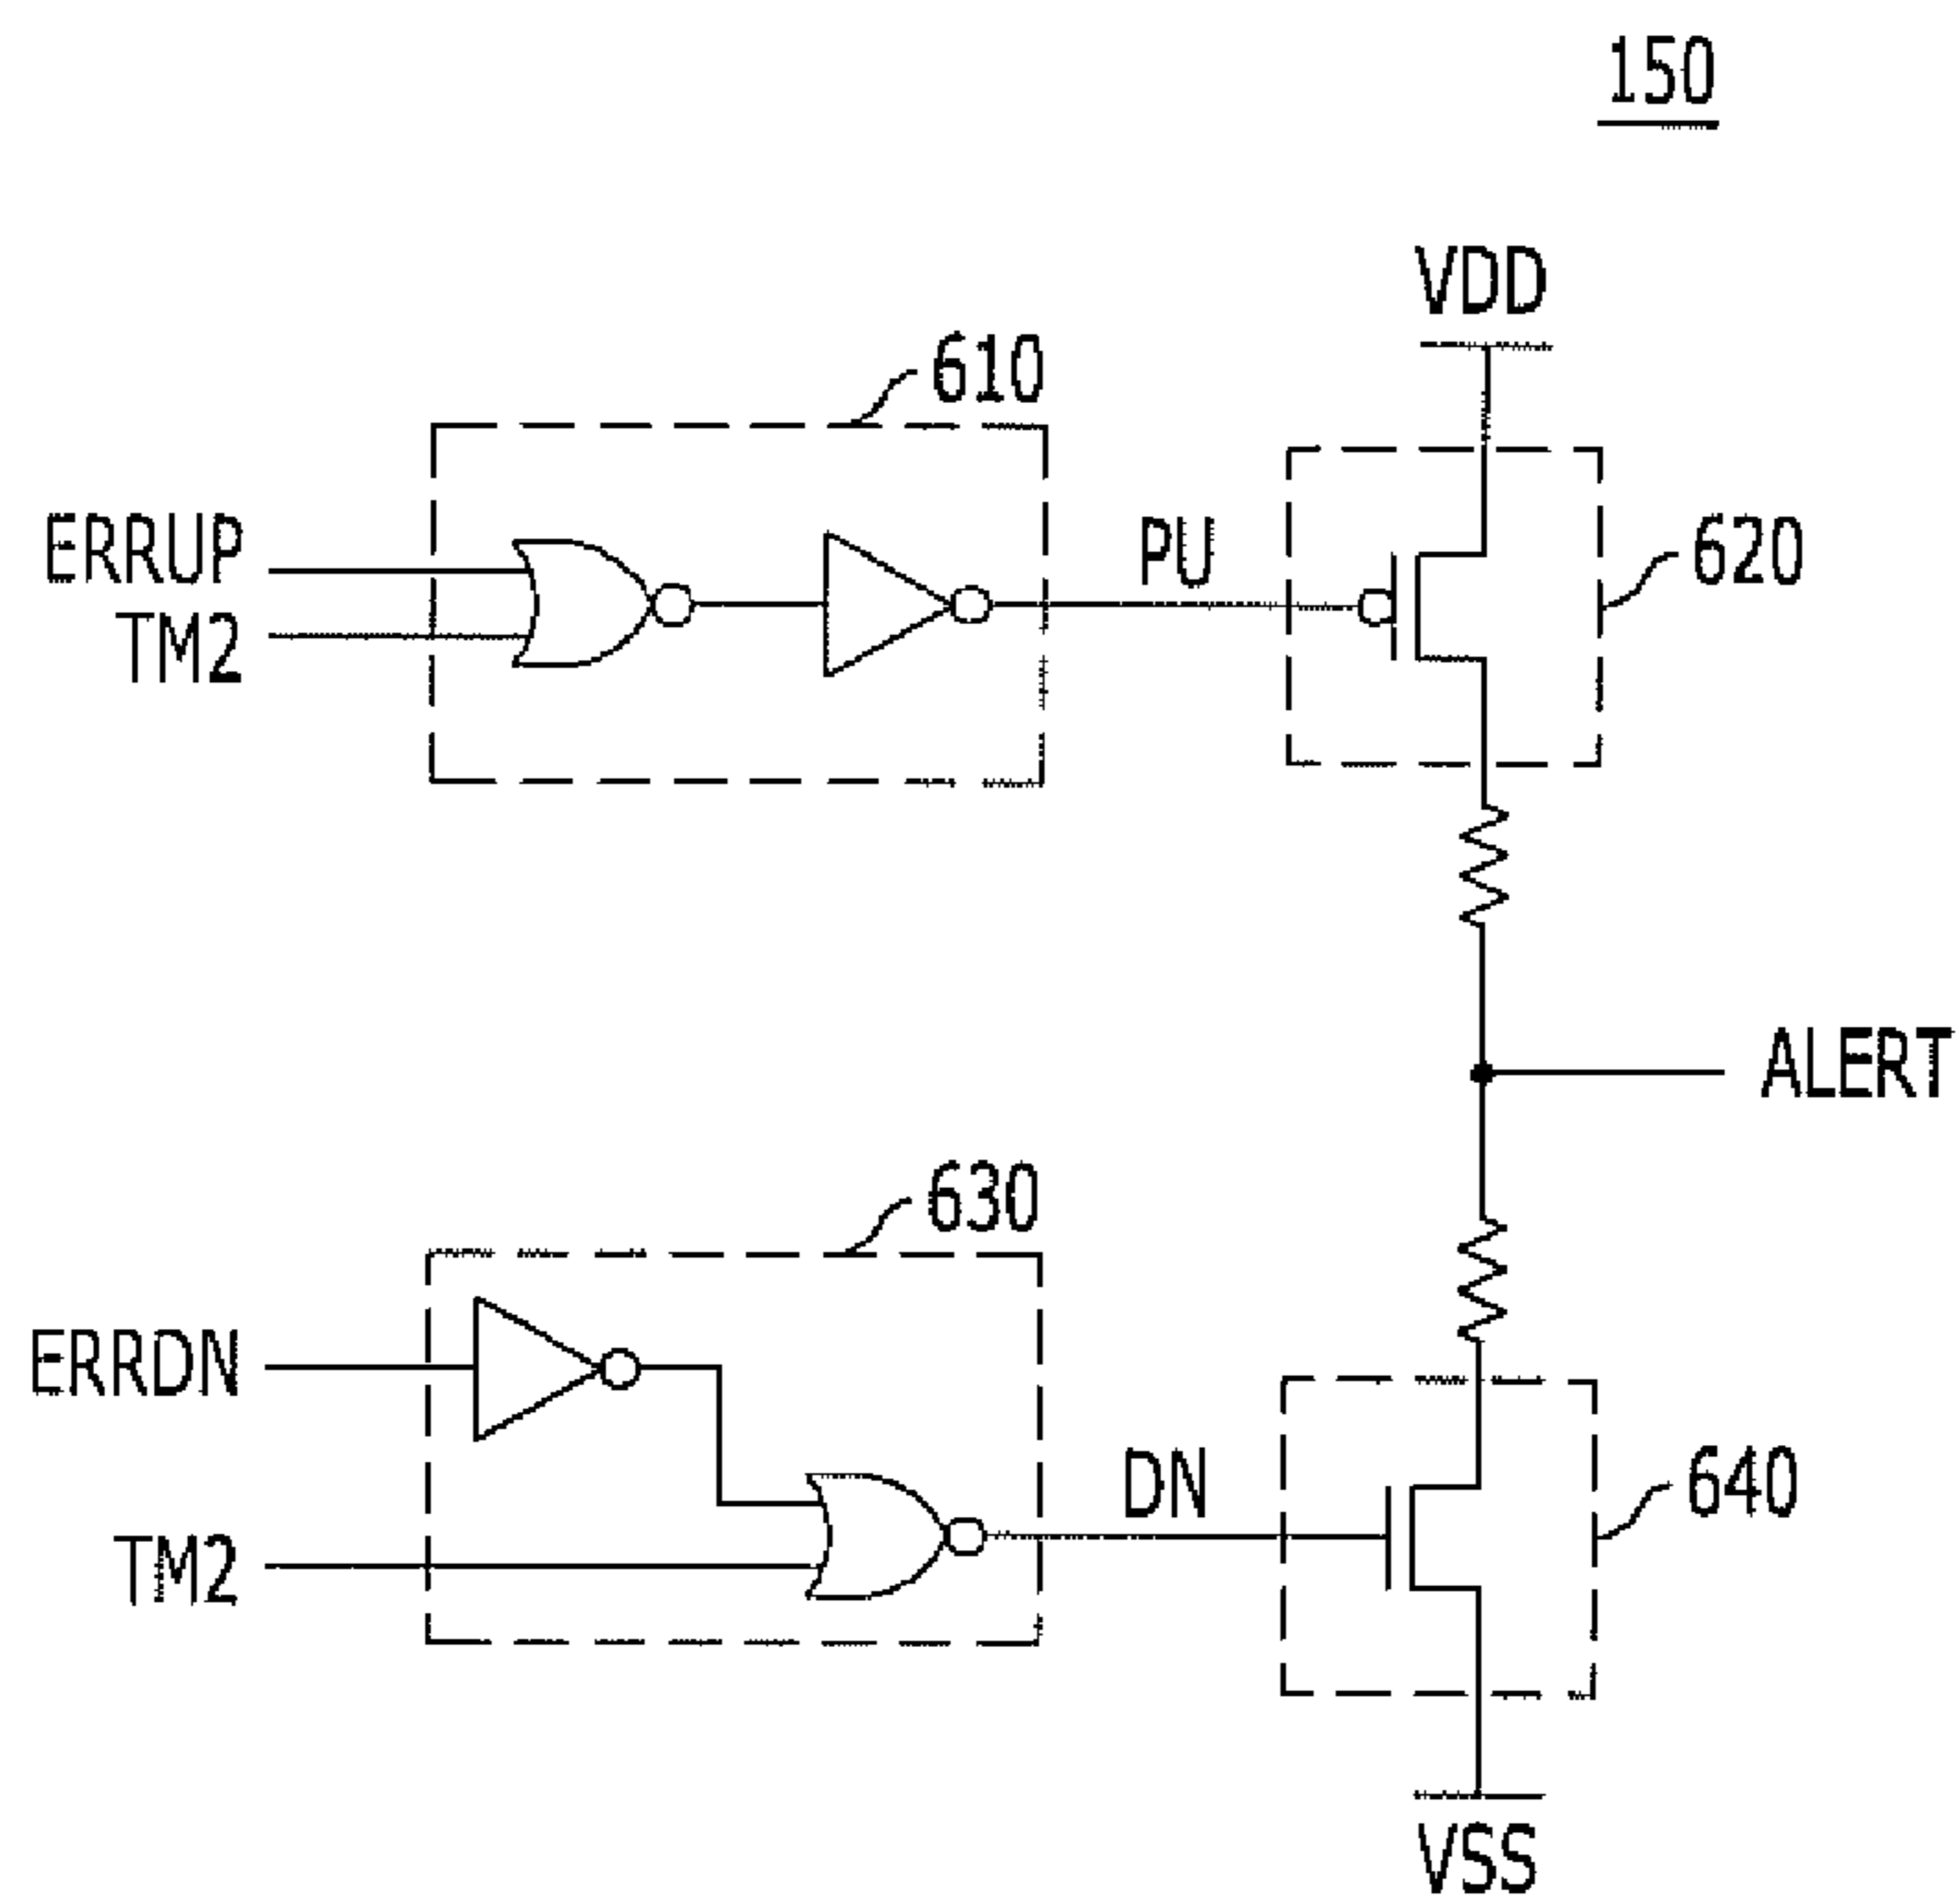 150
VDD
610
ERRUP
TM2
PU
620
ALERT
630
ERRDN
TM2
DN
640
VSS